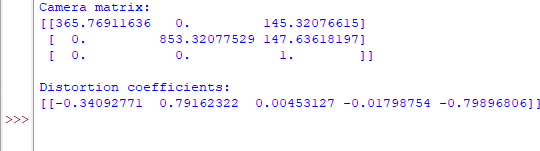 Camera matrix:
[[365.76911636   0.         145.32076615]
 [  0.         853.32077529 147.63618197]
 [  0.           0.           1.        ]]

Distortion coefficients:
[[-0.34092771  0.79162322  0.00453127 -0.01798754 -0.79896806]]
>>>